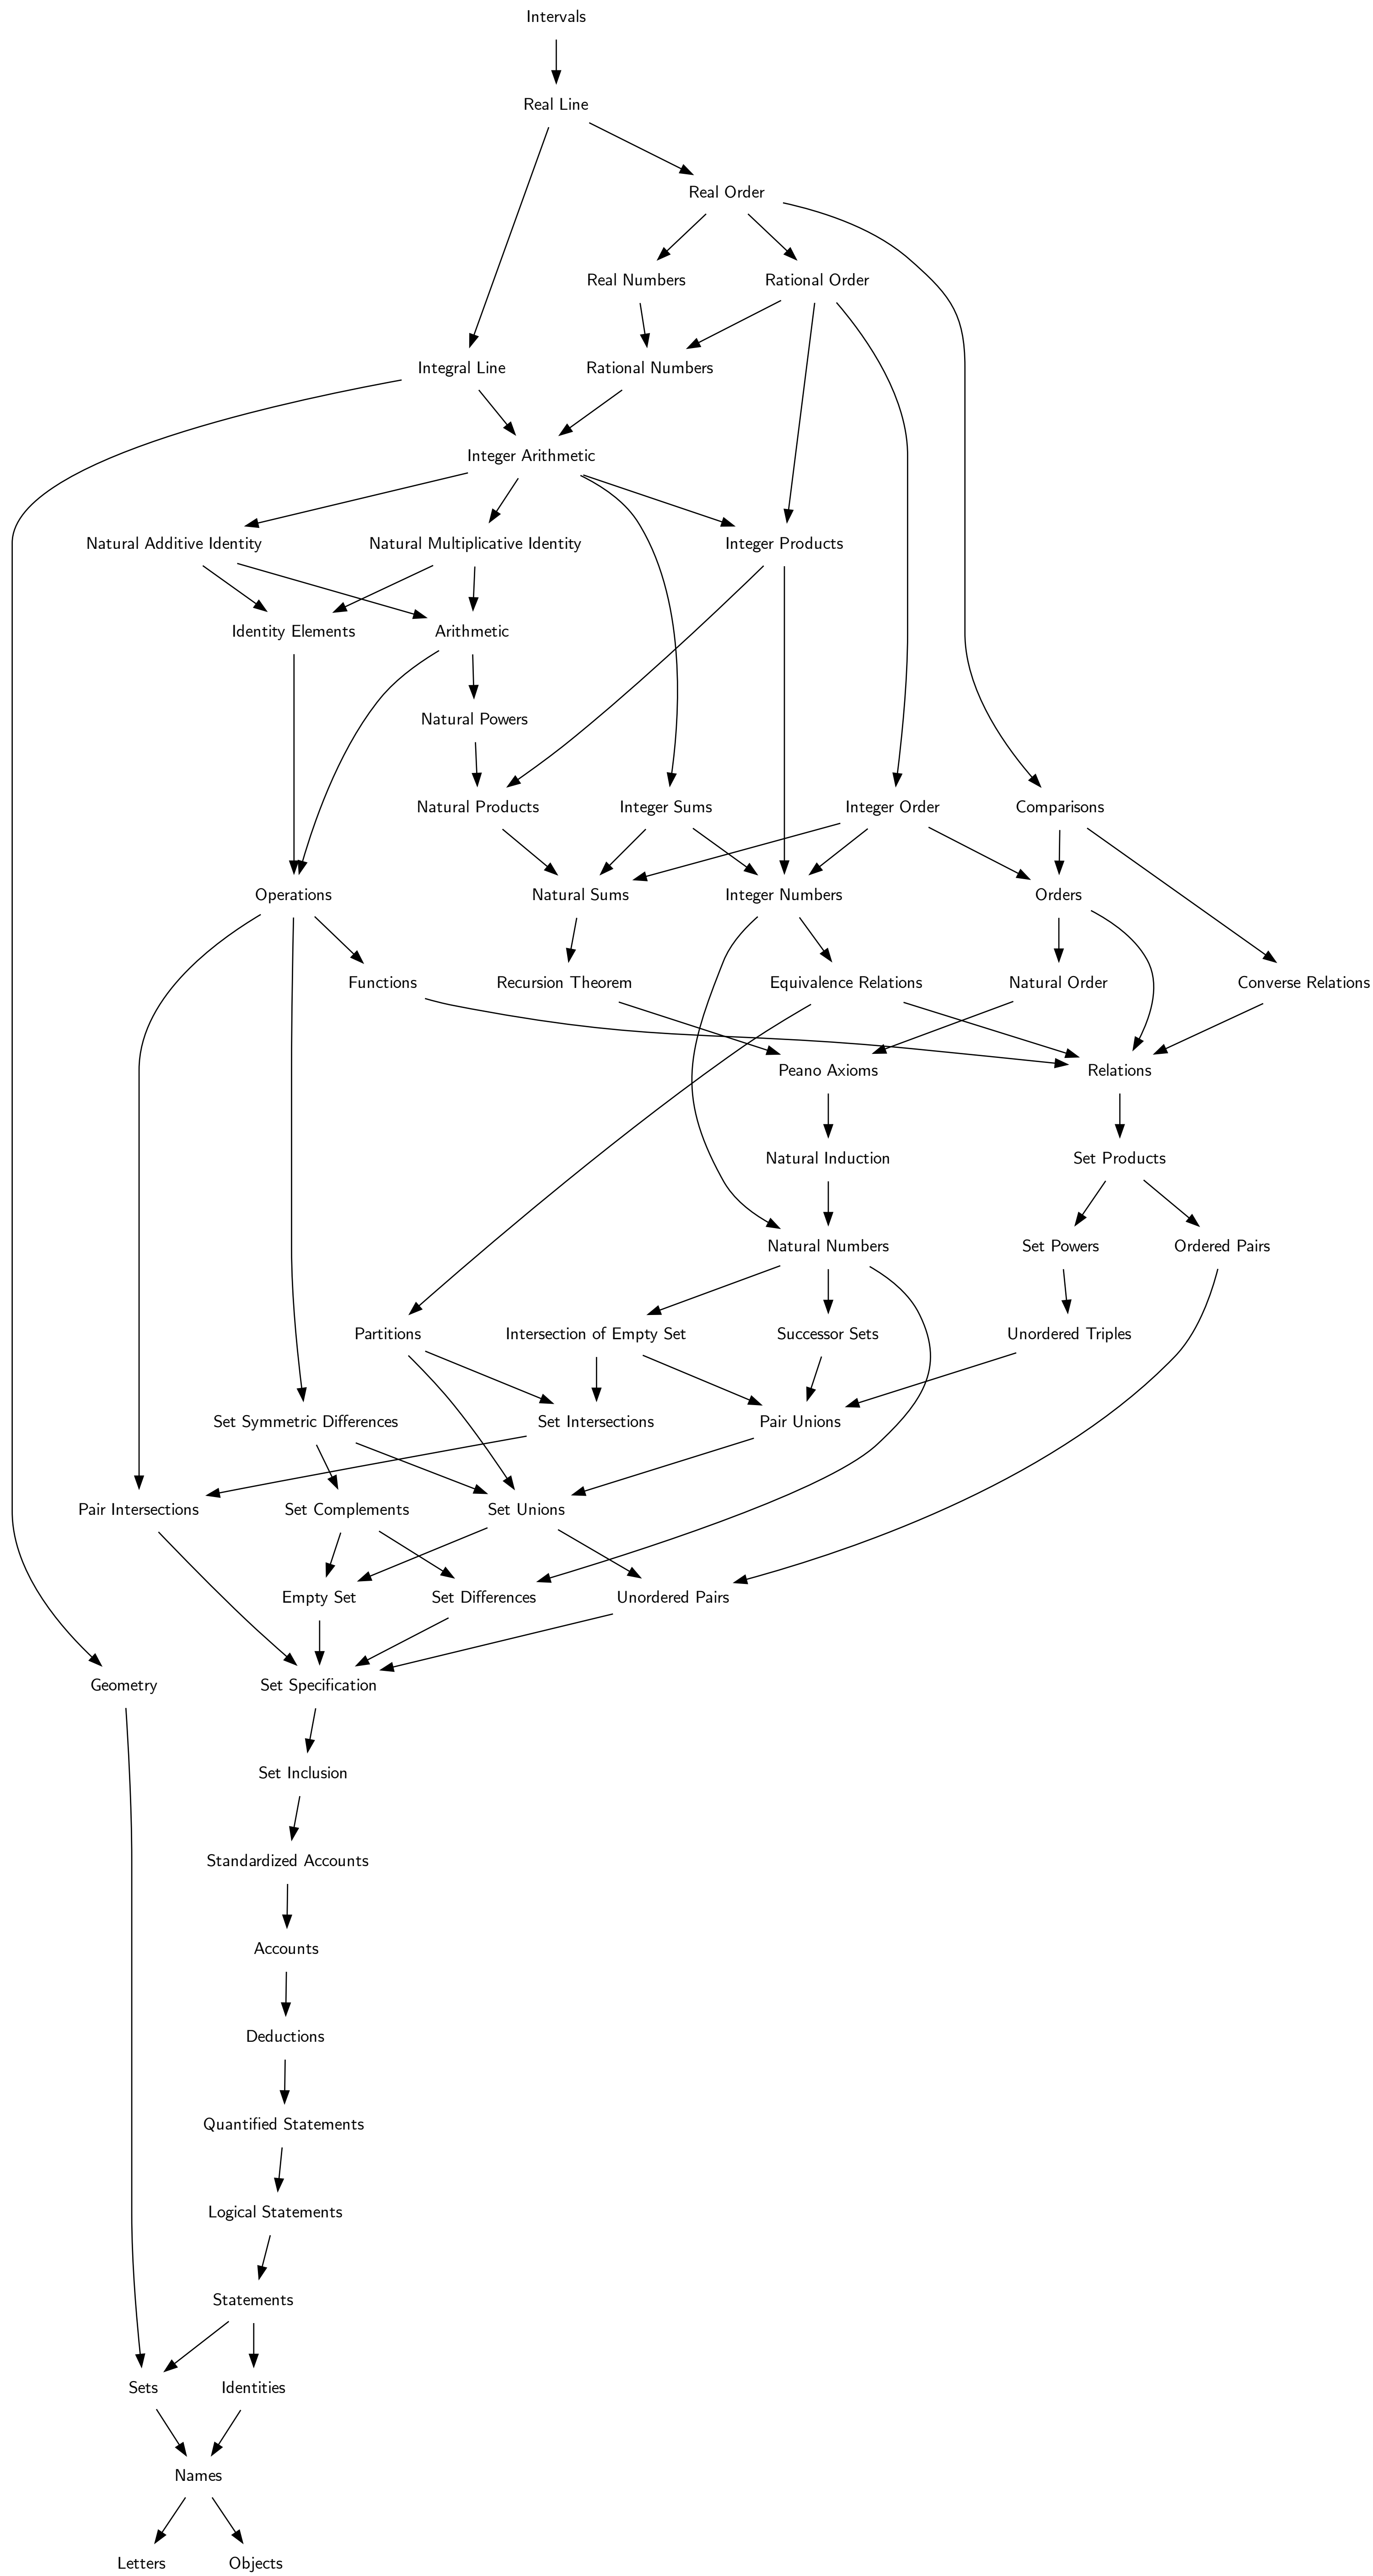 Intervals
Real Line
Real Order
Real Numbers
Rational Order
Integral Line
Rational Numbers
Integer Arithmetic
Natural Additive Identity
Natural Multiplicative Identity
Integer Products
Identity Elements
Arithmetic
Natural Powers
Natural Products
Integer Sums
Integer Order
Comparisons
Operations
Natural Sums
Integer Numbers
Orders
Functions
Recursion Theorem
Equivalence Relations
Natural Order
Converse Relations
Peano Axioms
Relations
Natural Induction
Set Products
Natural Numbers
Set Powers
Ordered Pairs
Partitions
Intersection of Empty Set
Successor Sets
Unordered Triples
Set Symmetric Differences
Set Intersections
Pair Unions
Pair Intersections
Set Complements
Set Unions
Empty Set
Set Differences
Unordered Pairs
Geometry
Set Specification
Set Inclusion
Standardized Accounts
Accounts
Deductions
Quantified Statements
Logical Statements
Statements
Sets
Identities
Names
Letters
Objects